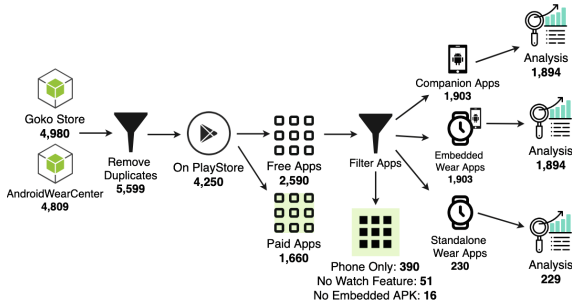 Goko Store
4,980
AndroidWearCenter
4,809
Remove
Duplicates
5,599
On PlayStore
4,250
Free Apps
2,590
Paid Apps
1,660
Filter Apps
Phone Only: 390
No Watch Feature: 51
No Embedded APK: 16
Companion Apps
1,903
Embedded
Wear Apps
1,903
Standalone
Wear Apps
230
Analysis
1,894
Analysis
1,894
Analysis
229